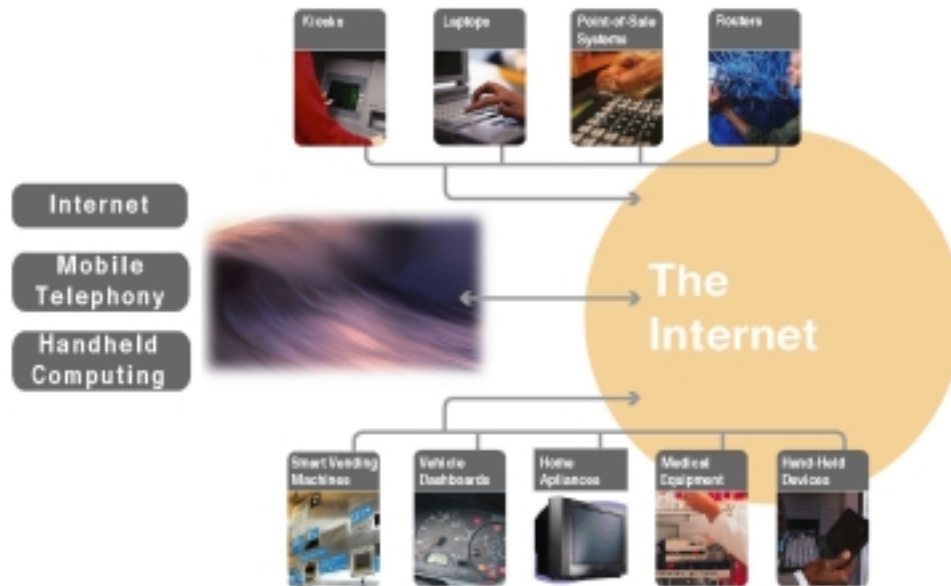 Kiosks
Laptops
Point-of-Sale
Systems
Routers
Internet
Mobile
Telephony
Handheld
Computing
The
Internet
Smart Vending
Machines
Vehicle
Dashboards
Home
Apliances
Medical
Equipment
Hand-Held
Devices